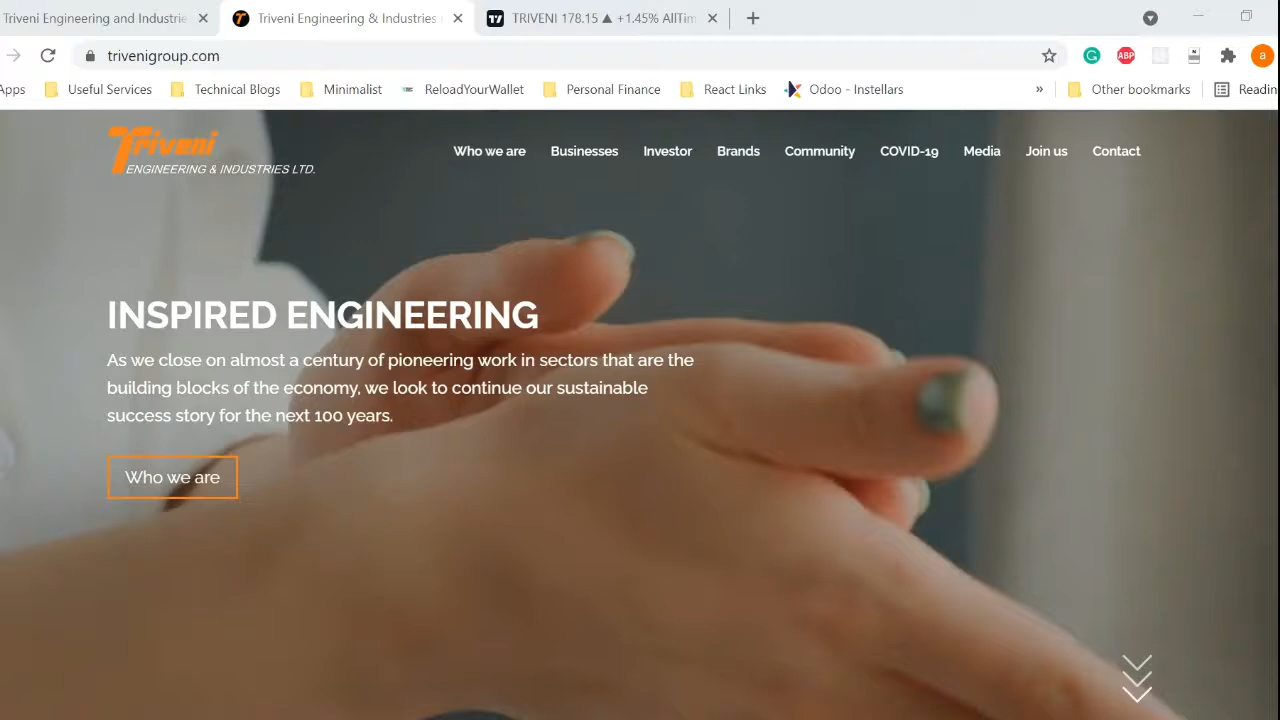 Triveni Engineering and Industrie
Triveni Engineering & Industries
TRIVENI 178.15 ▲ +1.45% AllTim
trivenigroup.com
ABP
a
Apps
Useful Services
Technical Blogs
Minimalist
ReloadYourWallet
Personal Finance
React Links
Odoo - Instellars
»
Other bookmarks
Readin
Triveni
ENGINEERING & INDUSTRIES LTD.
Who we are
Businesses
Investor
Brands
Community
COVID-19
Media
Join us
Contact
INSPIRED ENGINEERING
As we close on almost a century of pioneering work in sectors that are the
building blocks of the economy, we look to continue our sustainable
success story for the next 100 years.
Who we are